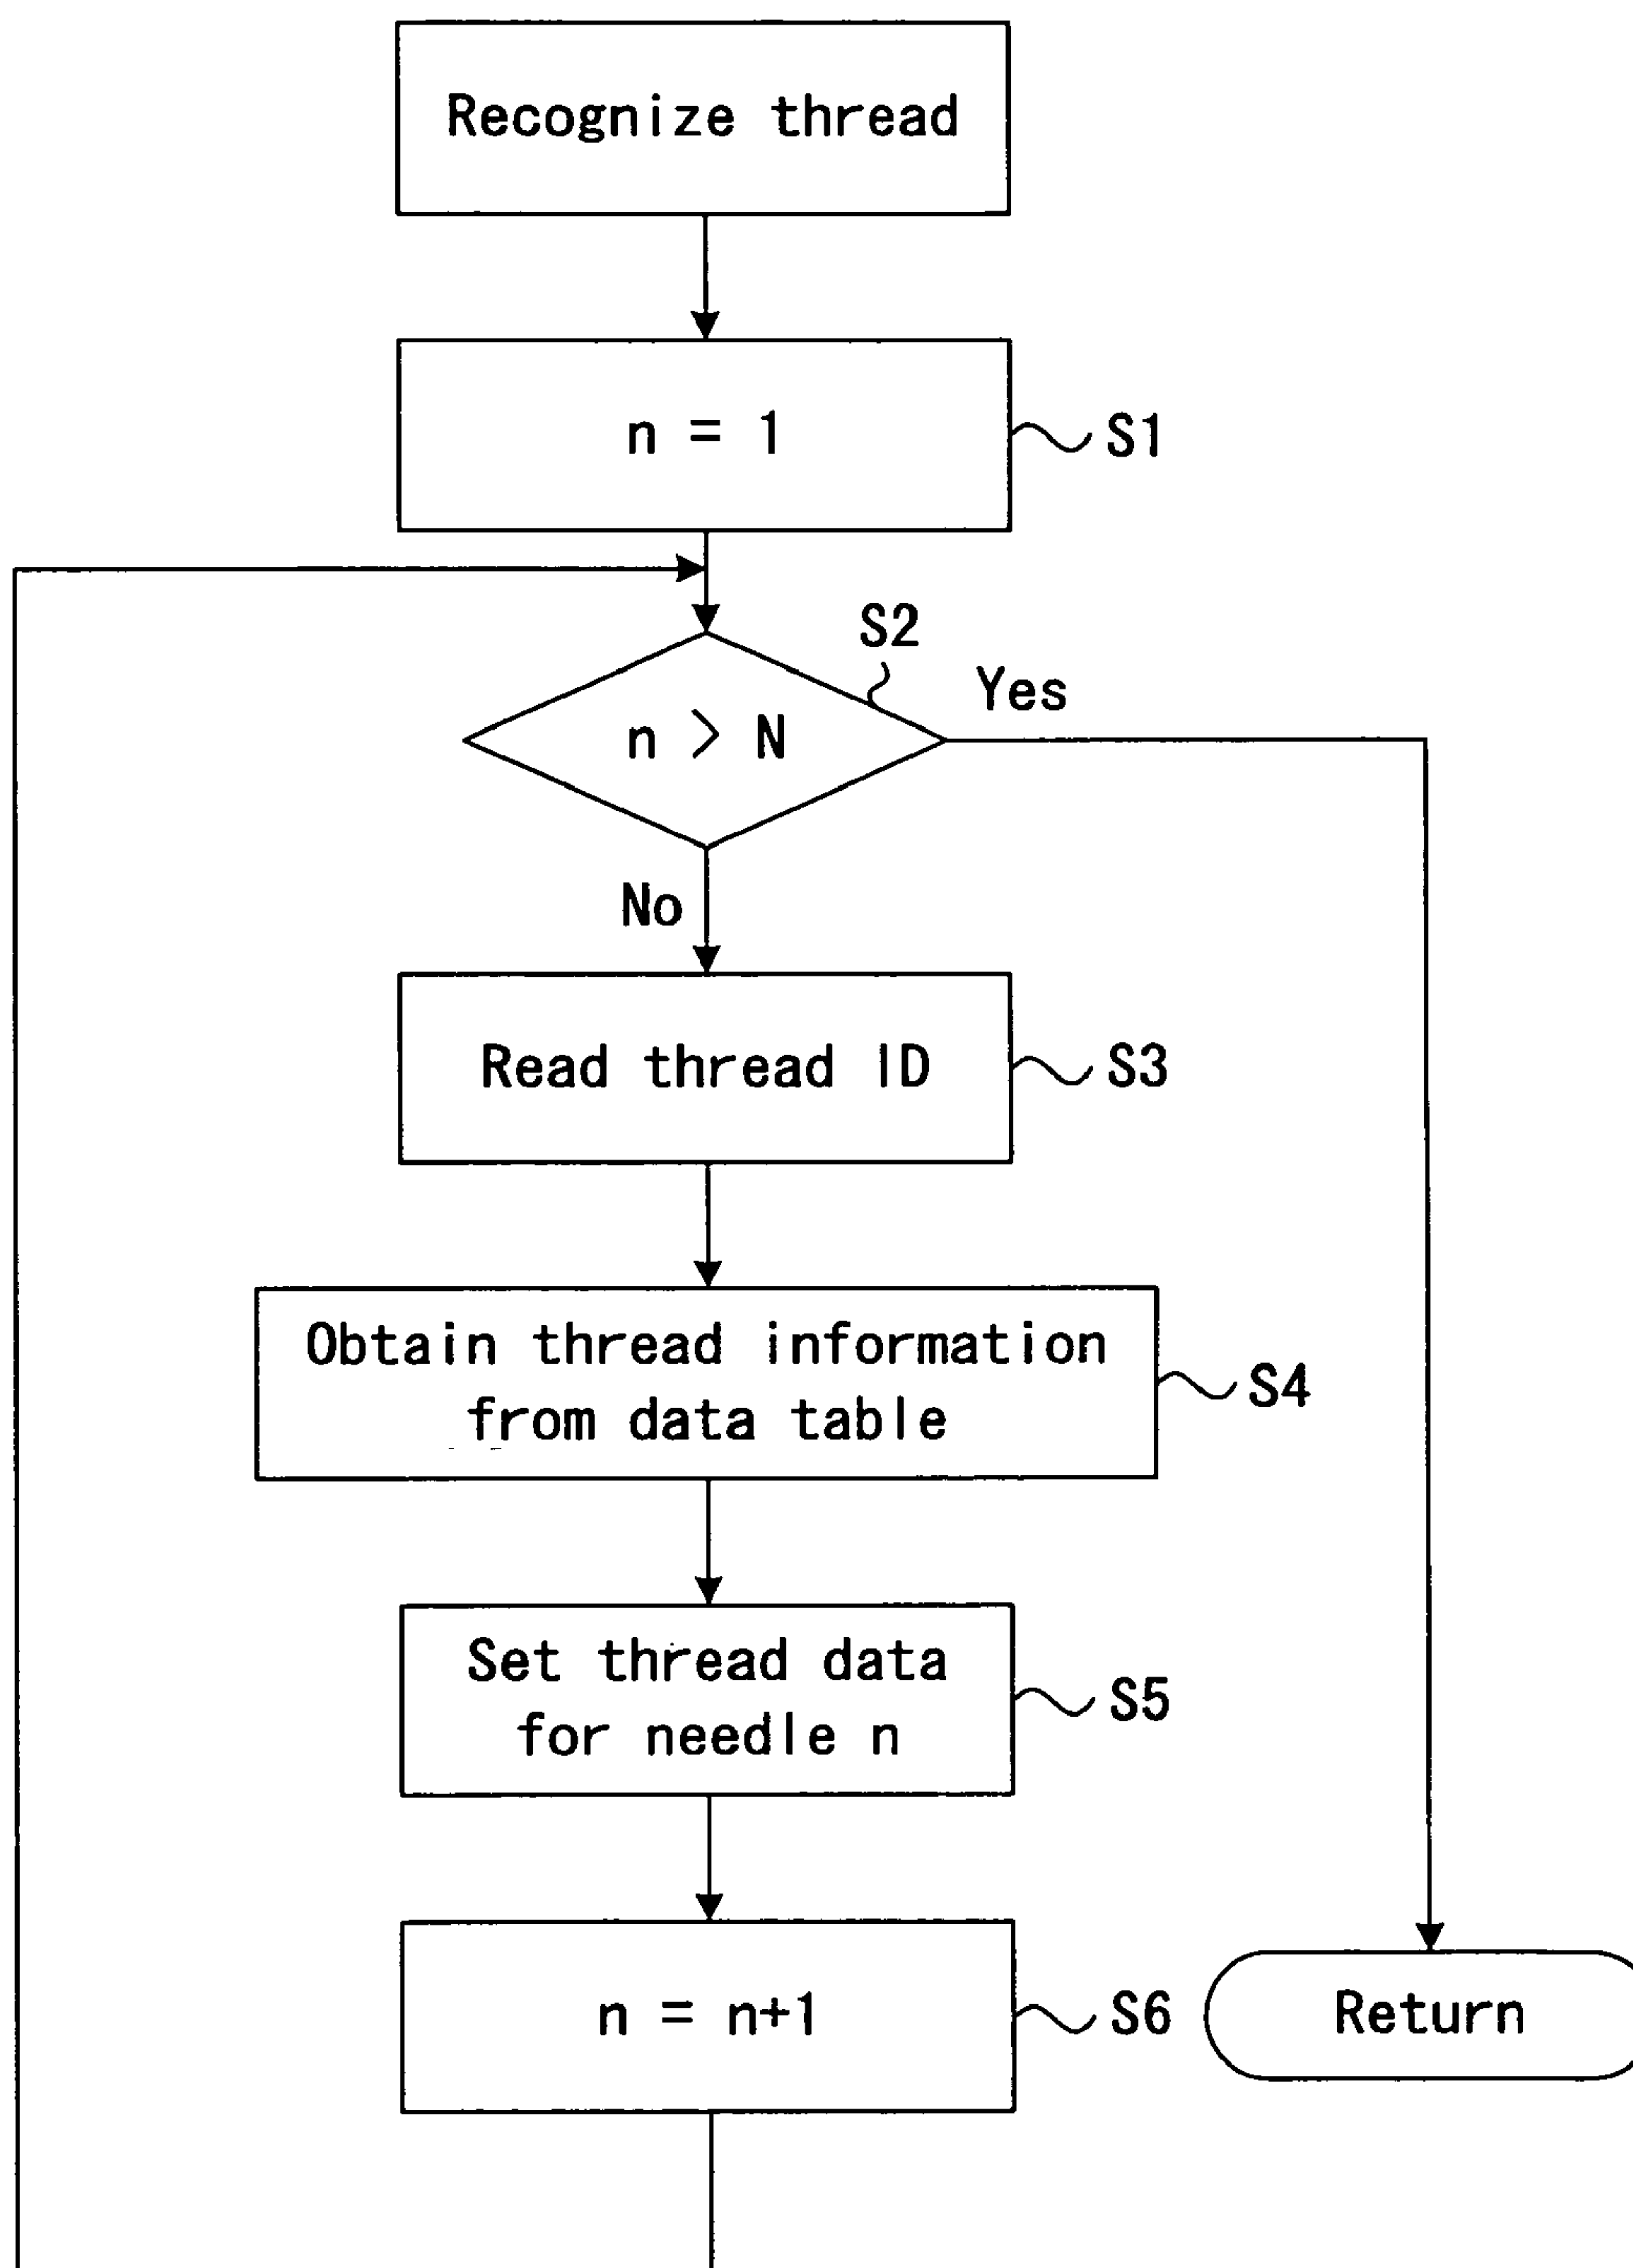 Recognize thread
n = 1
S1
S2
Yes
n > N
No
Read thread ID
S3
Obtain thread information
from data table
S4
Set thread data
for needle n
S5
n = n+1
S6
Return